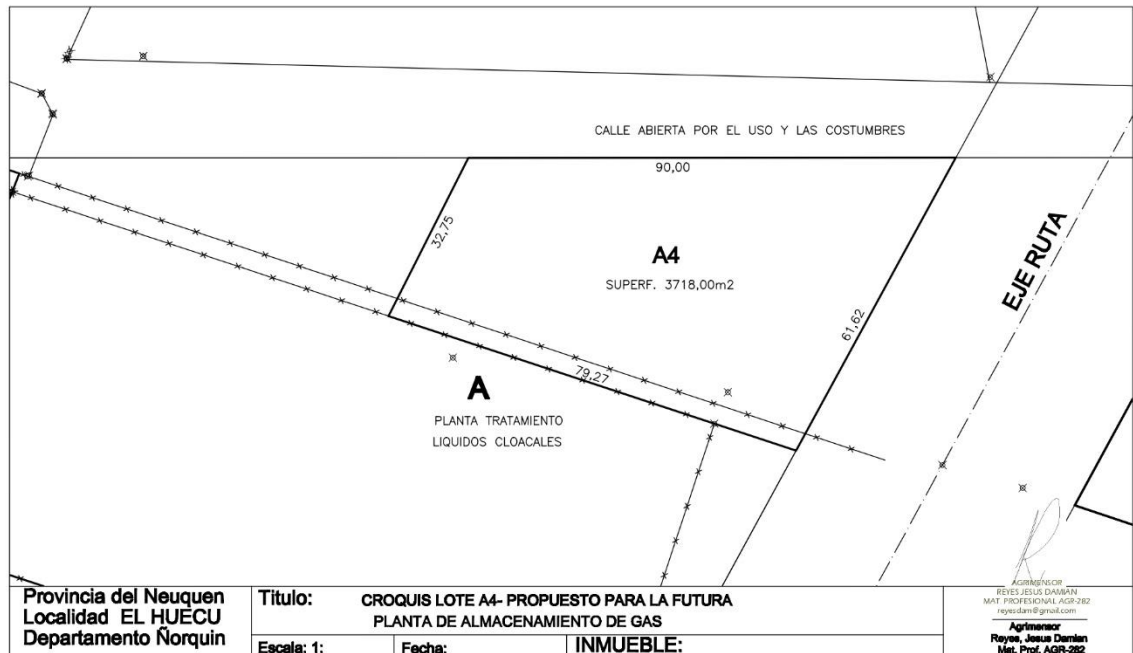 CALLE ABIERTA POR EL USO Y LAS COSTUMBRES
90,00
32,75
A4
SUPERF. 3718,00m2
61,62
EJE RUTA
79,27
A
PLANTA TRATAMIENTO
LIQUIDOS CLOACALES
Provincia del Neuquen
Localidad EL HUECU
Departamento Ñorquin
Titulo: CROQUIS LOTE A4- PROPUESTO PARA LA FUTURA
PLANTA DE ALMACENAMIENTO DE GAS
Escala: 1:
Fecha:
INMUEBLE:
AGRIMENSOR
REYES JESUS DAMIÁN
MAT. PROFESIONAL AGR-282
reyesdam@gmail.com
Agrimensor
Reyes, Jesus Damian
Mat. Prof. AGR-282